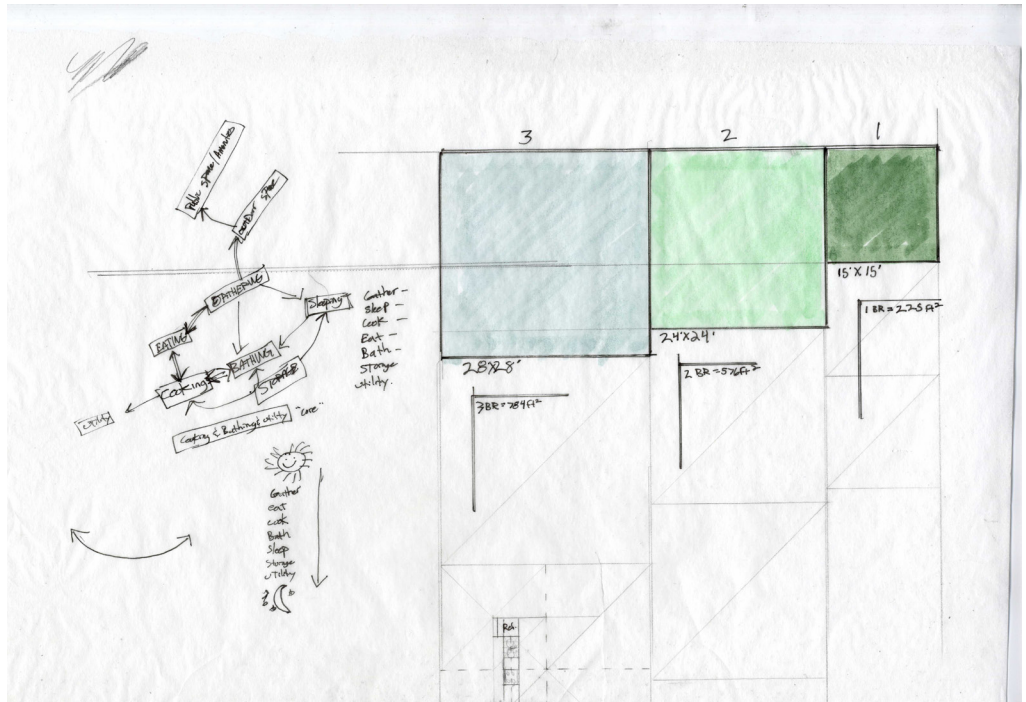 Public space/Amenities
outDoor space
GATHERING
Sleeping
EATING
BATHING
Cooking
STORAGE
Utility
Cooking & Bathing & utility "core"
Gather -
Sleep -
Cook -
Eat -
Bath -
Storage
utility.
Gather
eat
cook
Bath
Sleep
Storage
utility
3
2
1
28'X28'
24'X24'
15'X15'
3 BR = 784 ft²
2 BR = 576 ft²
1 BR = 225 ft²
Ref.